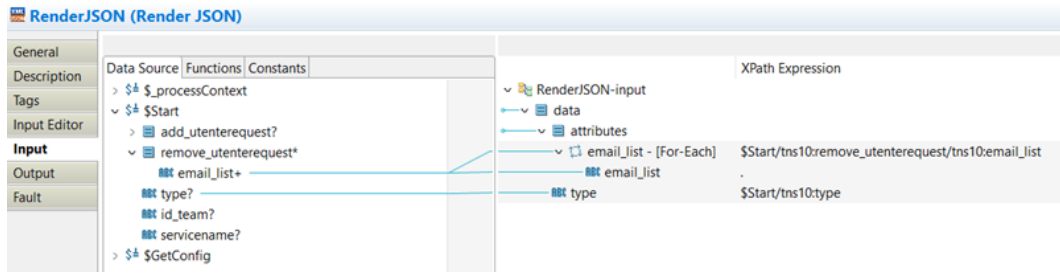 RenderJSON (Render JSON)
General
Description
Tags
Input Editor
Input
Output
Fault
Data Source Functions Constants
$_processContext
$Start
add_utenterequest?
remove_utenterequest*
email_list+
type?
id_team?
servicename?
$GetConfig
XPath Expression
RenderJSON-input
data
attributes
email_list - [For-Each] $Start/tns10:remove_utenterequest/tns10:email_list
email_list .
type $Start/tns10:type